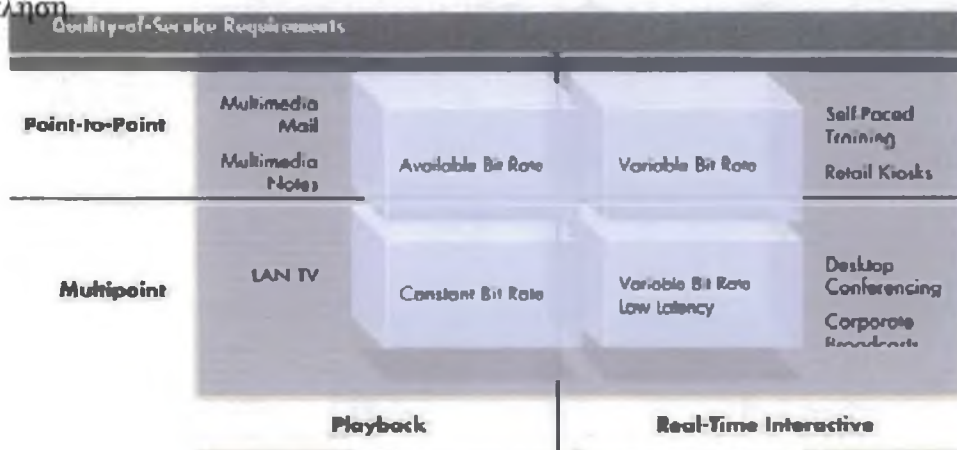 Quality-of-Service Requirements
Point-to-Point
Multimedia
Mail
Multimedia
Notes
Available Bit Rate
Variable Bit Rate
Self-Paced
Training
Retail Kiosks
Multipoint
LAN TV
Constant Bit Rate
Variable Bit Rate
Low Latency
Desktop
Conferencing
Corporate
Broadcasts
Playback
Real-Time Interactive